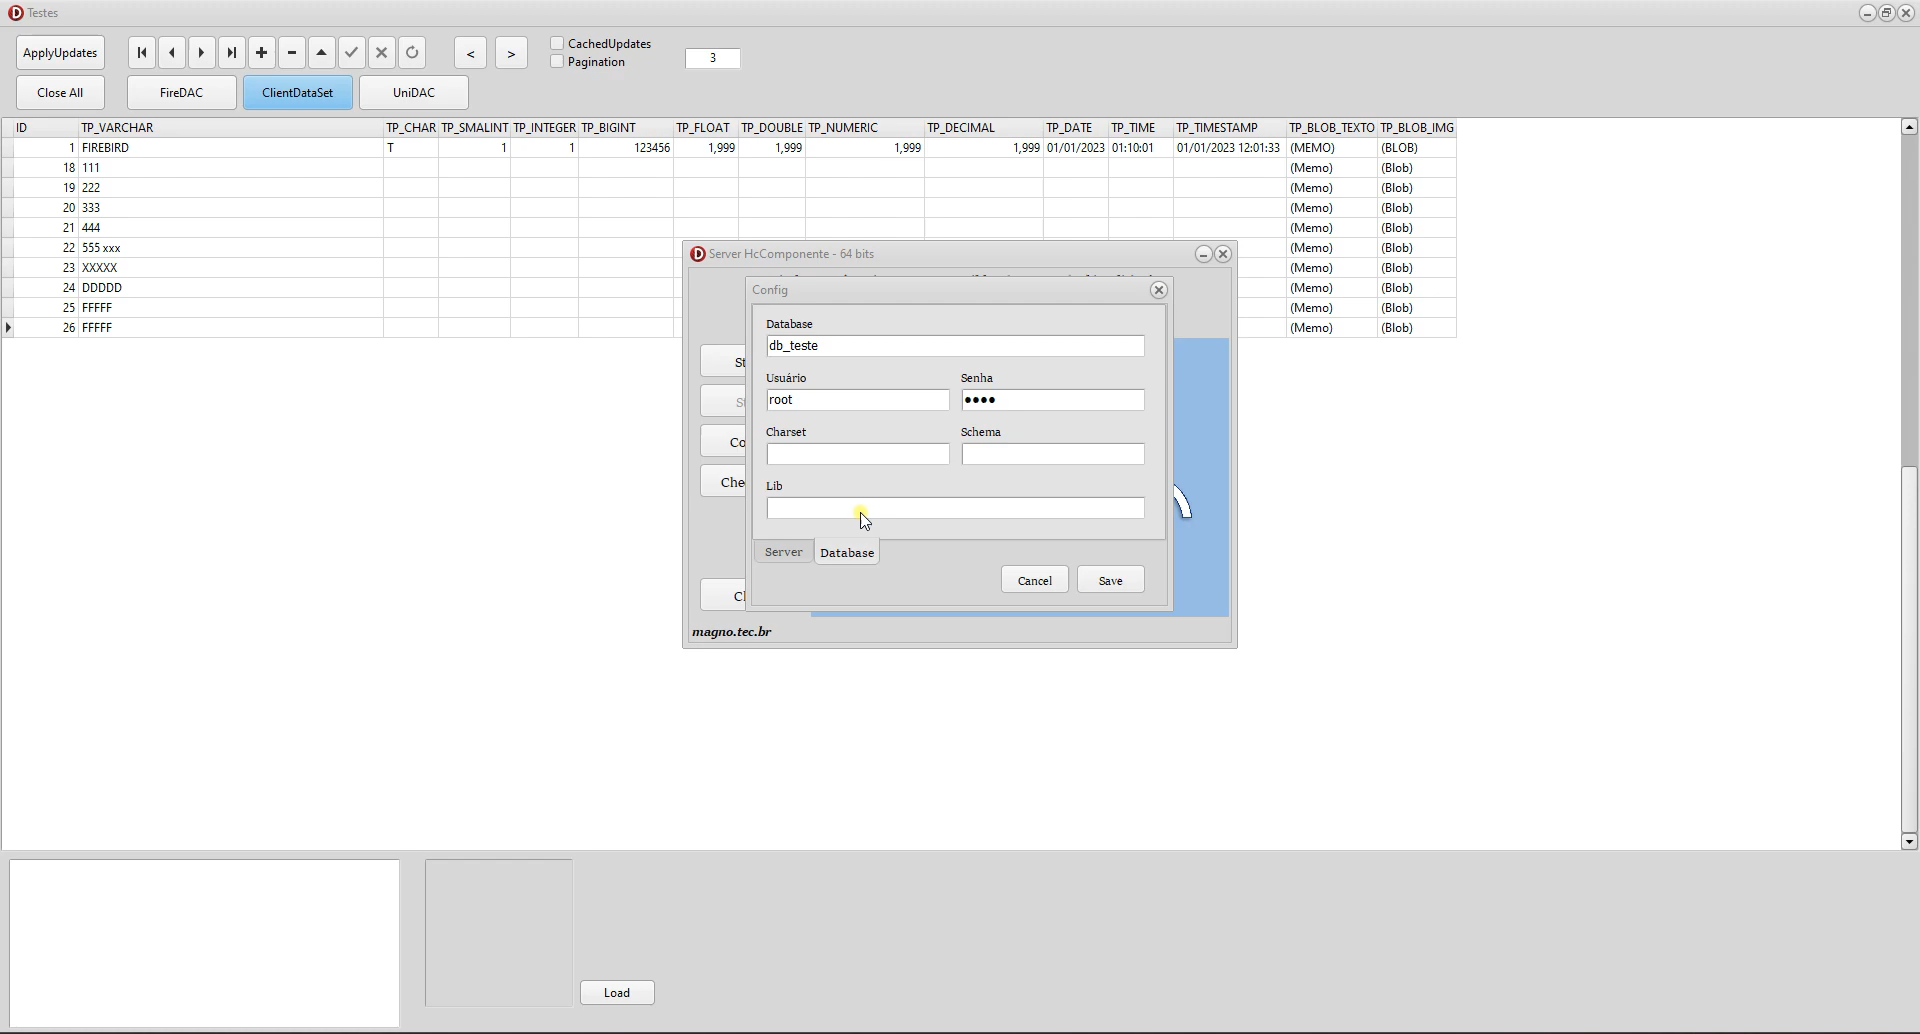 Testes
ApplyUpdates
CachedUpdates
Pagination
3
< >
Close All FireDAC ClientDataSet UniDAC
ID TP_VARCHAR TP_CHAR TP_SMALINT TP_INTEGER TP_BIGINT TP_FLOAT TP_DOUBLE TP_NUMERIC TP_DECIMAL TP_DATE TP_TIME TP_TIMESTAMP TP_BLOB_TEXTO TP_BLOB_IMG
1 FIREBIRD T 1 1 123456 1,999 1,999 1,999 1,999 01/01/2023 01:10:01 01/01/2023 12:01:33 (MEMO) (BLOB)
18 111 (Memo) (Blob)
19 222 (Memo) (Blob)
20 333 (Memo) (Blob)
21 444 (Memo) (Blob)
22 555 xxx (Memo) (Blob)
23 XXXXX (Memo) (Blob)
24 DDDDD (Memo) (Blob)
25 FFFFF (Memo) (Blob)
26 FFFFF (Memo) (Blob)
Server HcComponente - 64 bits
Config
Database
db_teste
Usuário Senha
root ••••
Charset Schema
Lib
Server Database
Cancel Save
St
St
Co
Che
Cl
magno.tec.br
Load